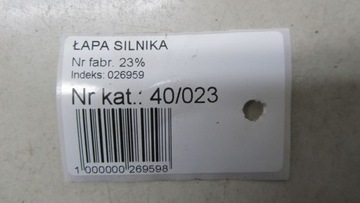 ŁAPA SILNIKA
Nr fabr. 23%
Indeks: 026959
Nr kat.: 40/023
1 000000 269598